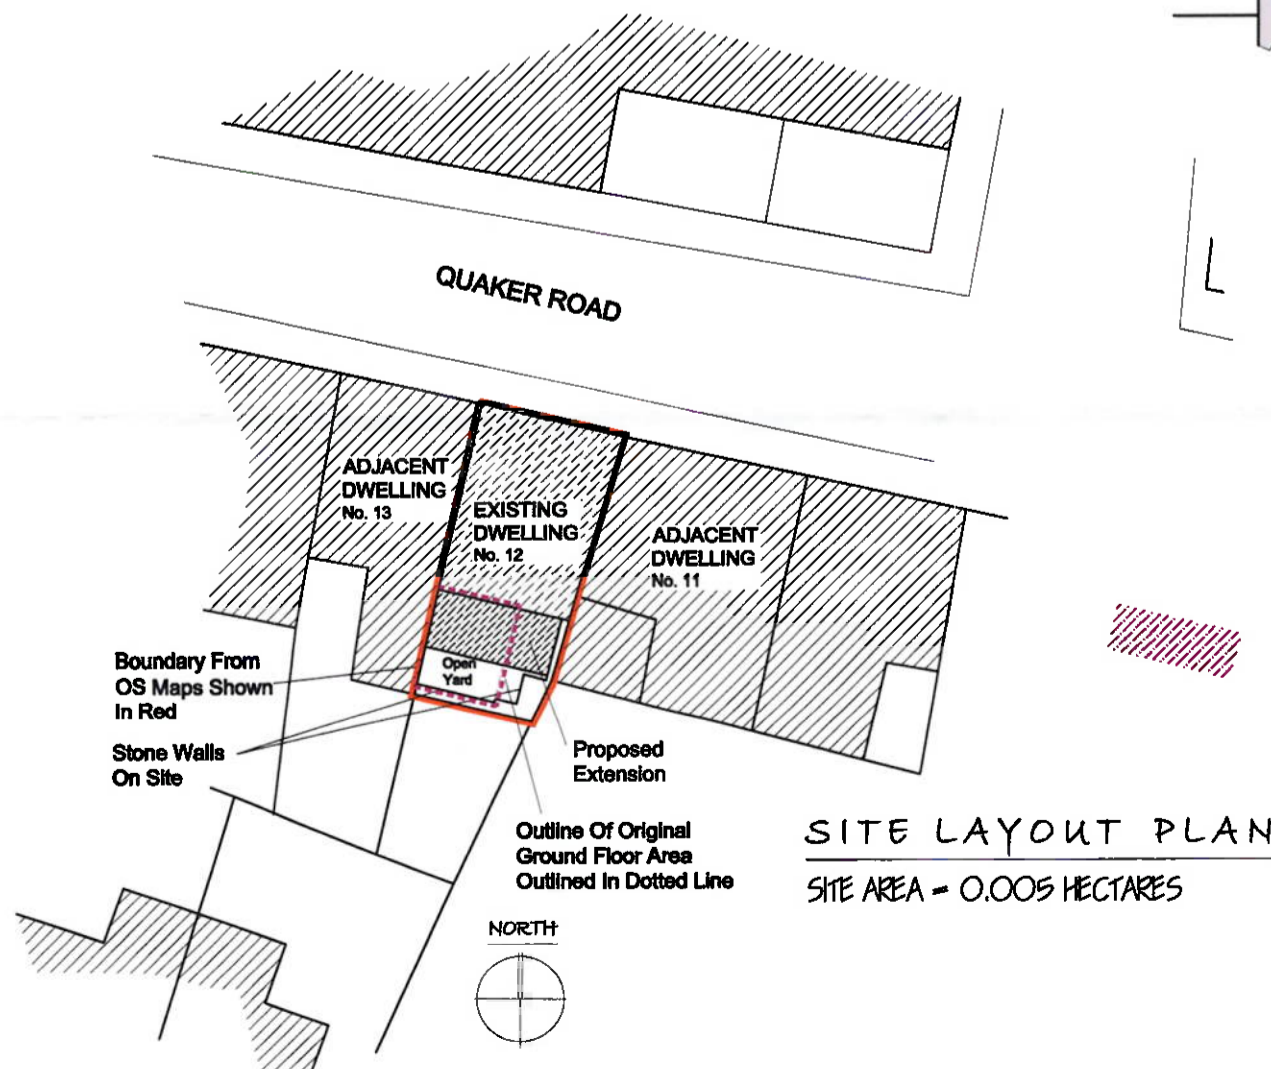 QUAKER ROAD
ADJACENT
DWELLING
No. 13
EXISTING
DWELLING
No. 12
ADJACENT
DWELLING
No. 11
Open
Yard
Boundary From
OS Maps Shown
In Red
Stone Walls
On Site
Proposed
Extension
Outline Of Original
Ground Floor Area
Outlined In Dotted Line
SITE LAYOUT PLAN
SITE AREA = 0.005 HECTARES
NORTH